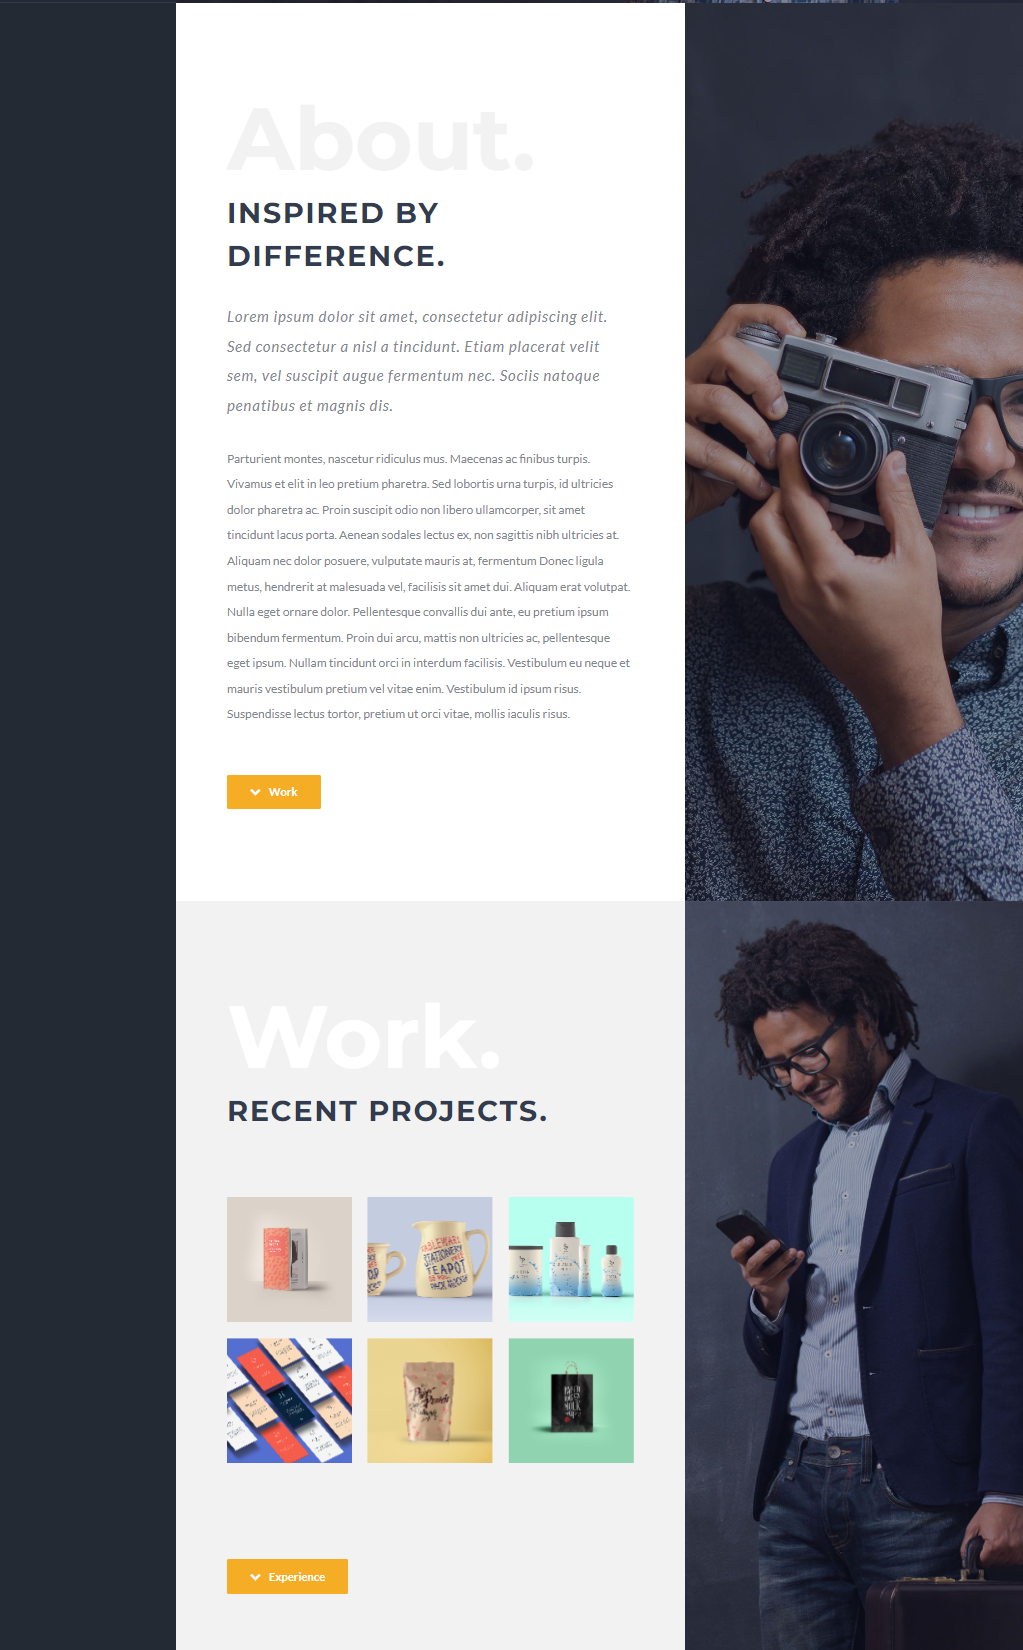 About.
INSPIRED BY
DIFFERENCE.
Lorem ipsum dolor sit amet, consectetur adipiscing elit.
Sed consectetur a nisl a tincidunt. Etiam placerat velit
sem, vel suscipit augue fermentum nec. Sociis natoque
penatibus et magnis dis.
Parturient montes, nascetur ridiculus mus. Maecenas ac finibus turpis.
Vivamus et elit in leo pretium pharetra. Sed lobortis urna turpis, id ultricies
dolor pharetra ac. Proin suscipit odio non libero ullamcorper, sit amet
tincidunt lacus porta. Aenean sodales lectus ex, non sagittis nibh ultricies at.
Aliquam nec dolor posuere, vulputate mauris at, fermentum Donec ligula
metus, hendrerit at malesuada vel, facilisis sit amet dui. Aliquam erat volutpat.
Nulla eget ornare dolor. Pellentesque convallis dui ante, eu pretium ipsum
bibendum fermentum. Proin dui arcu, mattis non ultricies ac, pellentesque
eget ipsum. Nullam tincidunt orci in interdum facilisis. Vestibulum eu neque et
mauris vestibulum pretium vel vitae enim. Vestibulum id ipsum risus.
Suspendisse lectus tortor, pretium ut orci vitae, mollis iaculis risus.
Work
Work.
RECENT PROJECTS.
TABLEWARE
STATIONERY
TEAPOT
MOCK
Experience